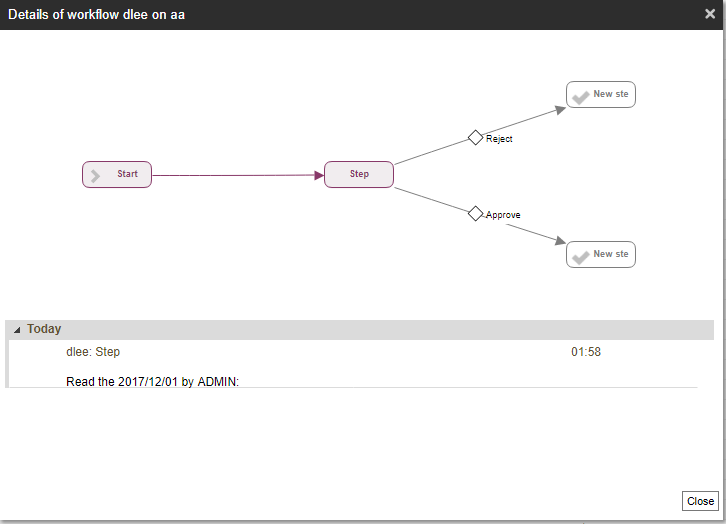 Details of workflow dlee on aa
New ste
Reject
Start
Step
Approve
New ste
Today
dlee: Step 01:58
Read the 2017/12/01 by ADMIN:
Close